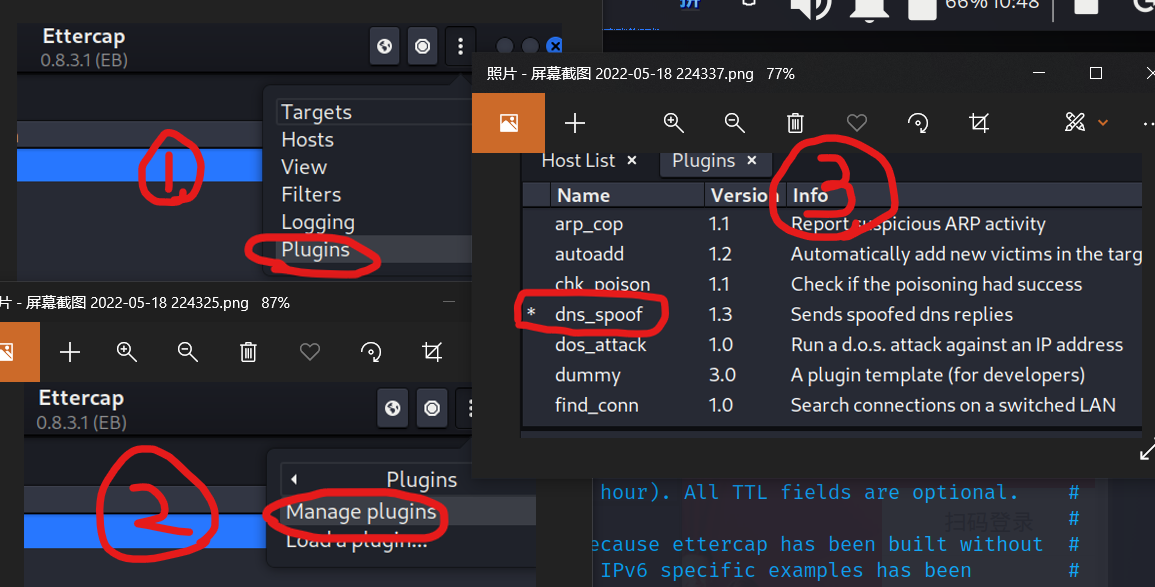 Ettercap
0.8.3.1 (EB)
Targets
Hosts
View
Filters
Logging
Plugins
1
66% 10:48
照片 - 屏幕截图 2022-05-18 224337.png 77%
Host List × Plugins ×
Name Version Info
arp_cop 1.1 Report suspicious ARP activity
autoadd 1.2 Automatically add new victims in the targ
chk_poison 1.1 Check if the poisoning had success
* dns_spoof 1.3 Sends spoofed dns replies
dos_attack 1.0 Run a d.o.s. attack against an IP address
dummy 3.0 A plugin template (for developers)
find_conn 1.0 Search connections on a switched LAN
3
片 - 屏幕截图 2022-05-18 224325.png 87%
Ettercap
0.8.3.1 (EB)
Plugins
Manage plugins
Load a plugin...
2
hour). All TTL fields are optional. #
扫码登录 #
ecause ettercap has been built without #
IPv6 specific examples has been #